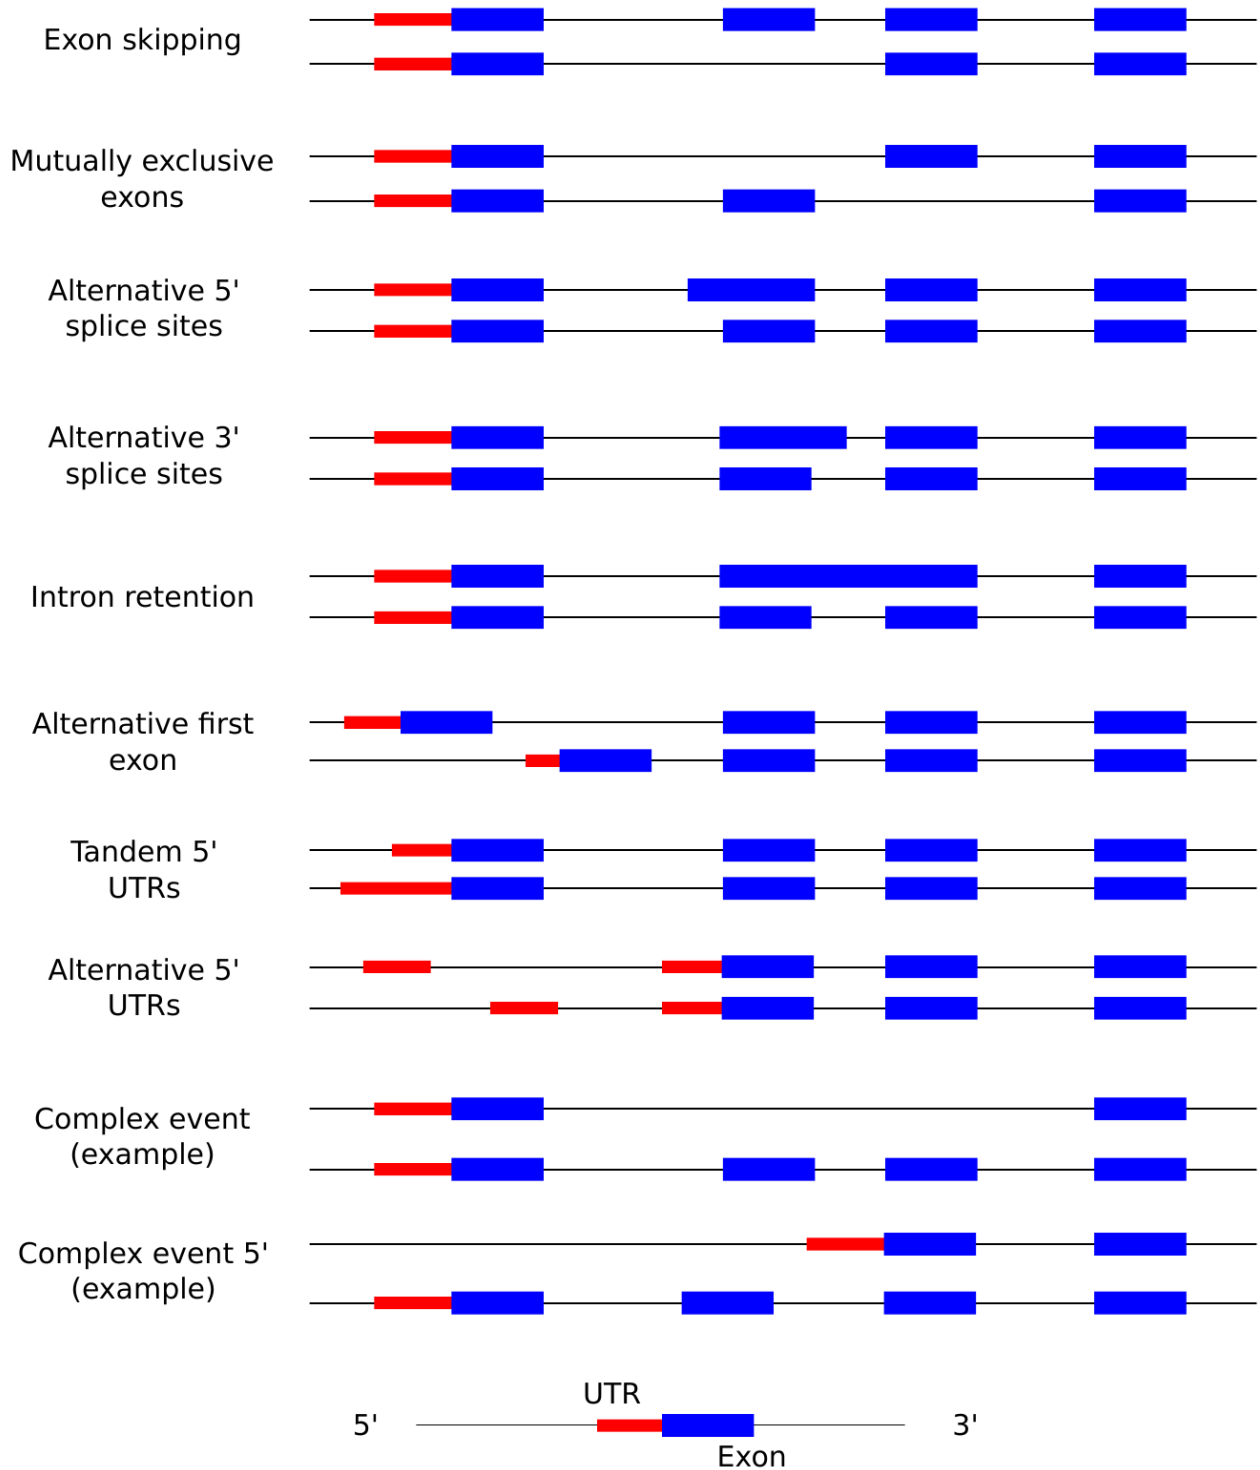 Exon skipping
Mutually exclusive
exons
Alternative 5'
splice sites
Alternative 3'
splice sites
Intron retention
Alternative first
exon
Tandem 5'
UTRs
Alternative 5'
UTRs
Complex event
(example)
Complex event 5'
(example)
UTR
5' 3'
Exon